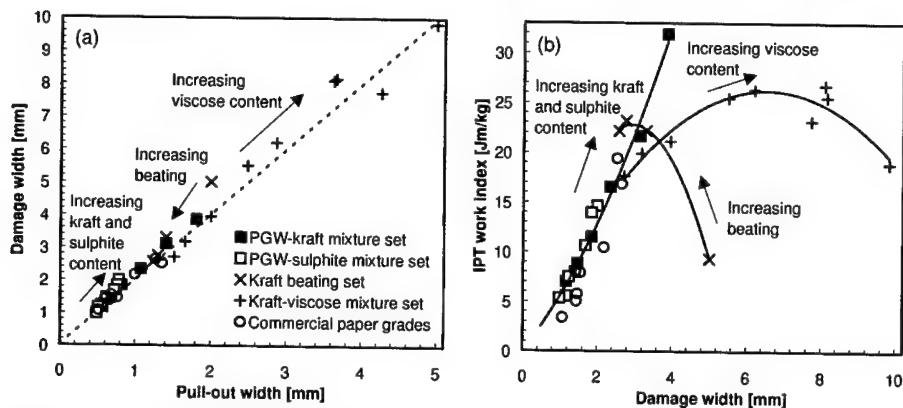 (a)
Damage width [mm]
10
9
8
7
6
5
4
3
2
1
0
Increasing
viscose content
Increasing
beating
Increasing
kraft and
sulphite
content
PGW-kraft mixture set
PGW-sulphite mixture set
Kraft beating set
Kraft-viscose mixture set
Commercial paper grades
0 1 2 3 4 5
Pull-out width [mm]
(b)
IPT work index [Jm/kg]
30
25
20
15
10
5
0
Increasing viscose
content
Increasing kraft
and sulphite
content
Increasing
beating
0 2 4 6 8 10
Damage width [mm]